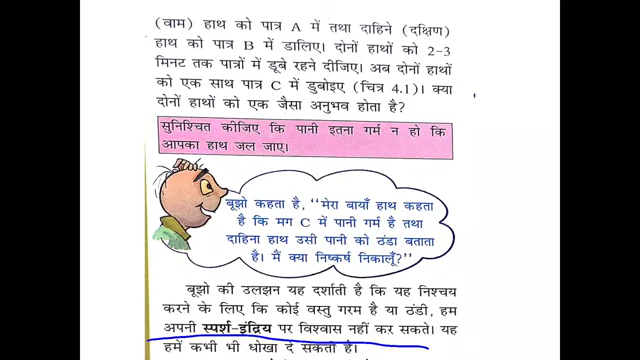 (वाम) हाथ को पात्र A में तथा दाहिने (दक्षिण)
हाथ को पात्र B में डालिए। दोनों हाथों को 2-3
मिनट तक पात्रों में डूबे रहने दीजिए। अब दोनों हाथों
को एक साथ पात्र C में डुबोइए (चित्र 4.1)। क्या
दोनों हाथों को एक जैसा अनुभव होता है?
सुनिश्चित कीजिए कि पानी इतना गर्म न हो कि
आपका हाथ जल जाए।
बूझो कहता है, “मेरा बायाँ हाथ कहता
है कि मग C में पानी गर्म है तथा
दाहिना हाथ उसी पानी को ठंडा बताता
है। मैं क्या निष्कर्ष निकालूँ?”
बूझो की उलझन यह दर्शाती है कि यह निश्चय
करने के लिए कि कोई वस्तु गरम है या ठंडी, हम
अपनी स्पर्श-इंद्रिय पर विश्वास नहीं कर सकते। यह
हमें कभी भी धोखा दे सकती है।